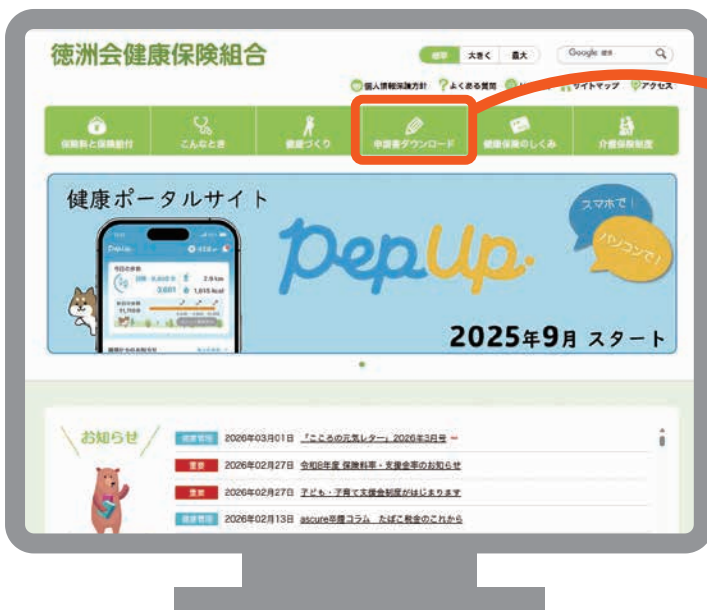 徳洲会健康保険組合
標準 大きく 最大
Google 検索
個人情報保護方針 よくある質問 サイトマップ アクセス
保険料と保険給付 こんなとき 健康づくり 申請書ダウンロード 健康保険のしくみ 介護保険制度
健康ポータルサイト
PepUp.
スマホで!
パソコンで!
2025年9月 スタート
お知らせ
健康管理 2026年03月01日 「こころの元気レター」2026年3月号
重要 2026年02月27日 令和8年度 保険料率・支援金率のお知らせ
重要 2026年02月27日 子ども・子育て支援金制度がはじまります
健康管理 2026年02月13日 ascure卒煙コラム たばこ税金のこれから